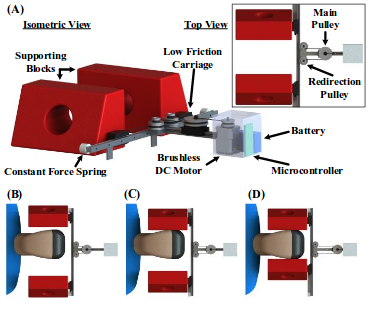 (A)
Isometric View
Top View
Main
Pulley
Supporting
Blocks
Low Friction
Carriage
Redirection
Pulley
Battery
Constant Force Spring
Brushless
DC Motor
Microcontroller
(B)
(C)
(D)